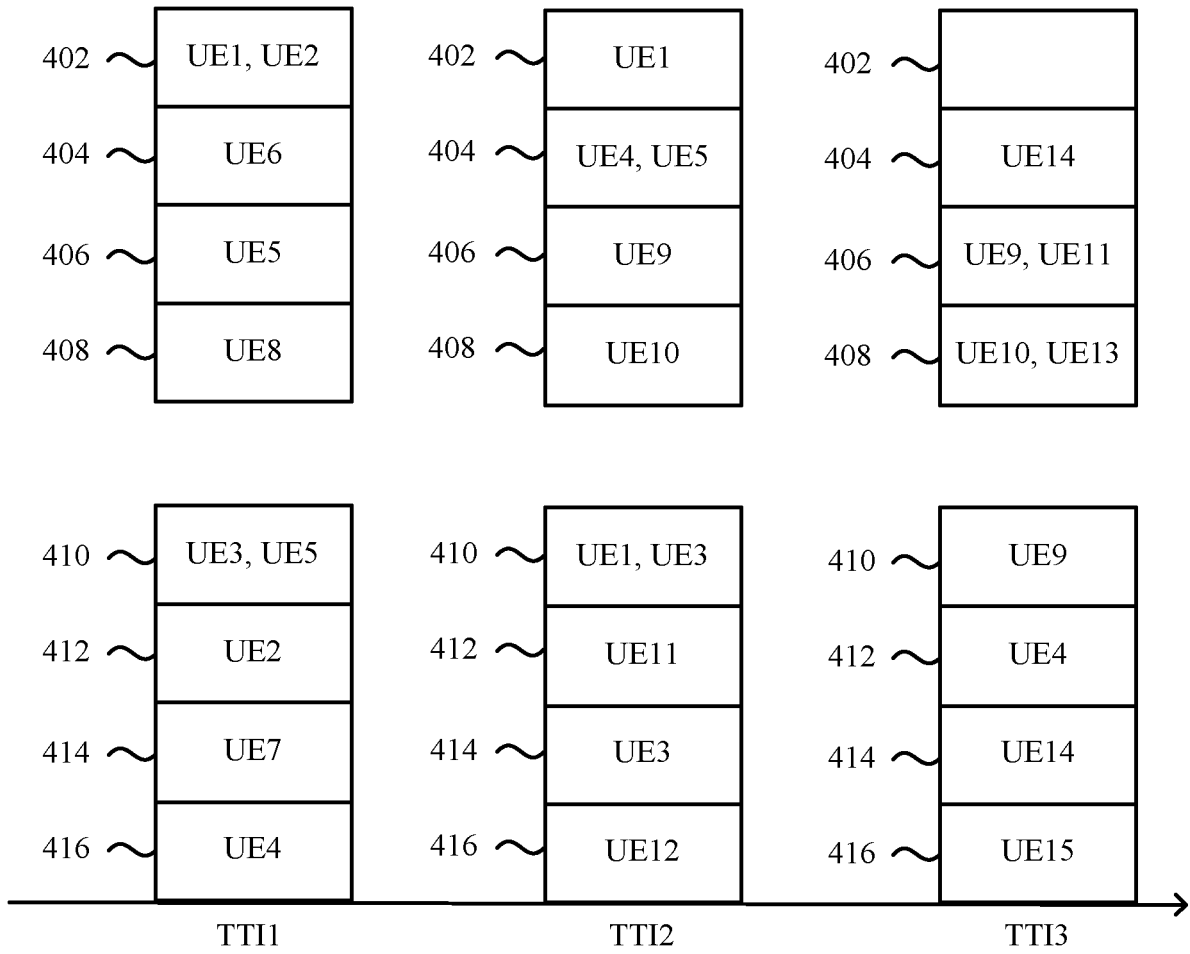 402 UE1, UE2 402 UE1 402
404 UE6 404 UE4, UE5 404 UE14
406 UE5 406 UE9 406 UE9, UE11
408 UE8 408 UE10 408 UE10, UE13
410 UE3, UE5 410 UE1, UE3 410 UE9
412 UE2 412 UE11 412 UE4
414 UE7 414 UE3 414 UE14
416 UE4 416 UE12 416 UE15
TTI1 TTI2 TTI3